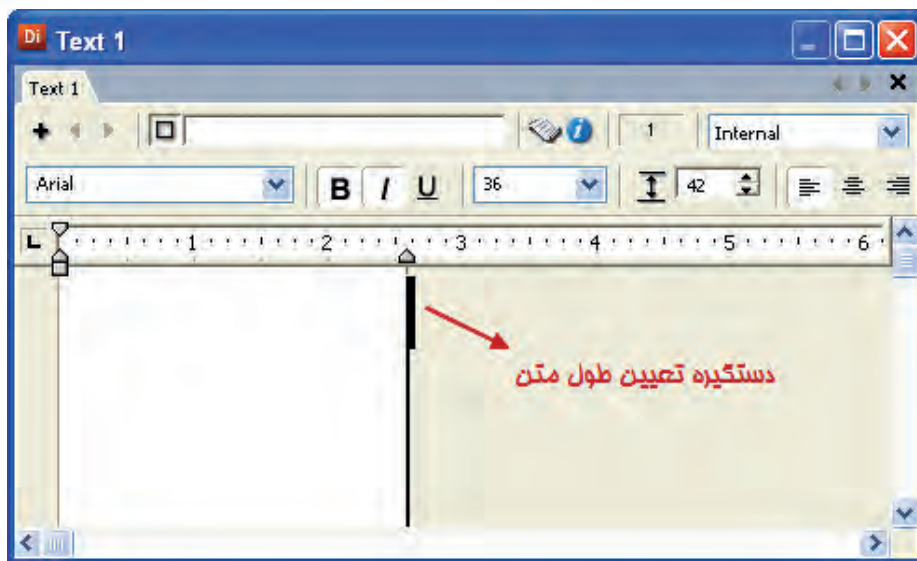 Di Text 1
Text 1
1 Internal
Arial B I U 36 42
L 1 2 3 4 5 6
دستگیره تعیین طول متن